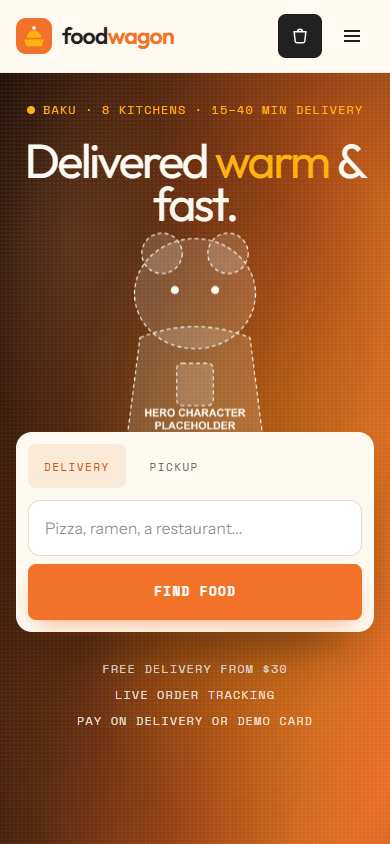 foodwagon
BAKU · 8 KITCHENS · 15–40 MIN DELIVERY
Delivered warm &
fast.
HERO CHARACTER
PLACEHOLDER
DELIVERY PICKUP
Pizza, ramen, a restaurant...
FIND FOOD
FREE DELIVERY FROM $30
LIVE ORDER TRACKING
PAY ON DELIVERY OR DEMO CARD